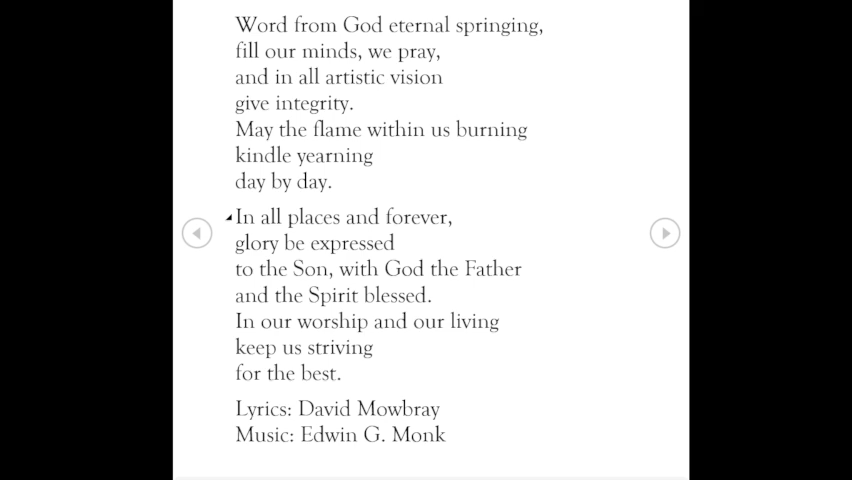 Word from God eternal springing,
fill our minds, we pray,
and in all artistic vision
give integrity.
May the flame within us burning
kindle yearning
day by day.
In all places and forever,
glory be expressed
to the Son, with God the Father
and the Spirit blessed.
In our worship and our living
keep us striving
for the best.
Lyrics: David Mowbray
Music: Edwin G. Monk